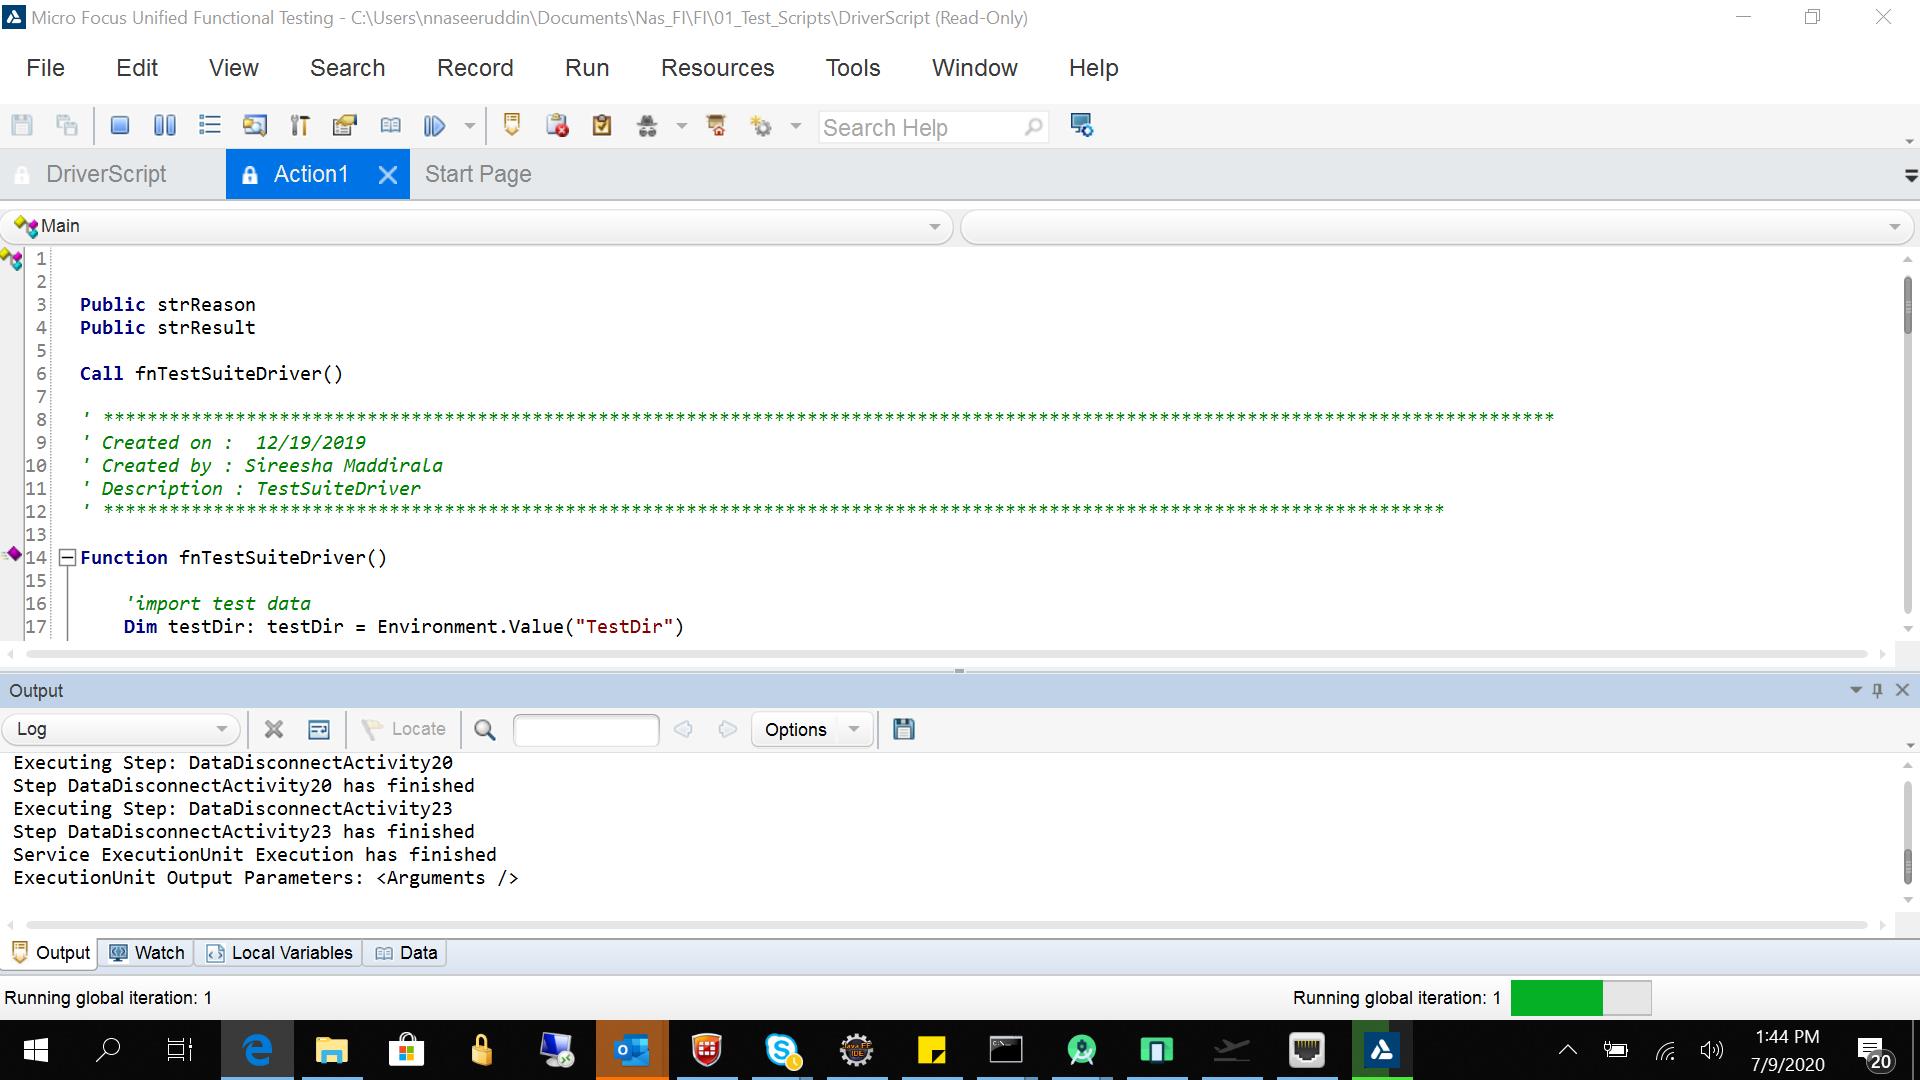 Micro Focus Unified Functional Testing - C:\Users\nnaseeruddin\Documents\Nas_FI\FI\01_Test_Scripts\DriverScript (Read-Only)
File Edit View Search Record Run Resources Tools Window Help
Search Help
DriverScript Action1 Start Page
Main
1
2
3 Public strReason
4 Public strResult
5
6 Call fnTestSuiteDriver()
7
8 ' ************************************************************************************************************************************
9 ' Created on :  12/19/2019
10 ' Created by : Sireesha Maddirala
11 ' Description : TestSuiteDriver
12 ' **************************************************************************************************************************
13
14 Function fnTestSuiteDriver()
15
16 'import test data
17 Dim testDir: testDir = Environment.Value("TestDir")
Output
Log Locate Options
Executing Step: DataDisconnectActivity20
Step DataDisconnectActivity20 has finished
Executing Step: DataDisconnectActivity23
Step DataDisconnectActivity23 has finished
Service ExecutionUnit Execution has finished
ExecutionUnit Output Parameters: <Arguments />
Output Watch Local Variables Data
Running global iteration: 1 Running global iteration: 1
1:44 PM
7/9/2020
20